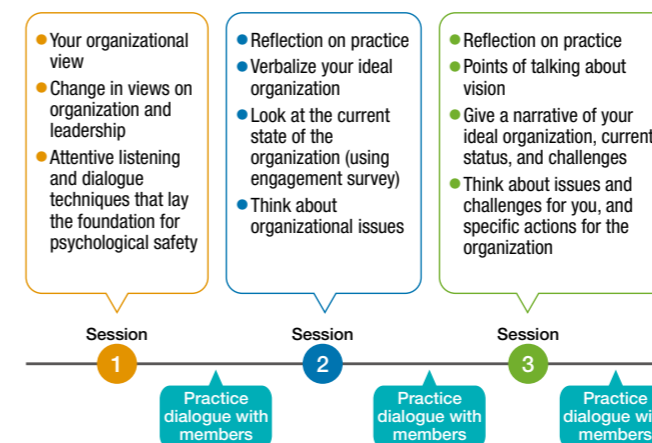 Your organizational
view
Change in views on
organization and
leadership
Attentive listening
and dialogue
techniques that lay
the foundation for
psychological safety
Reflection on practice
Verbalize your ideal
organization
Look at the current
state of the
organization (using
engagement survey)
Think about
organizational issues
Reflection on practice
Points of talking about
vision
Give a narrative of your
ideal organization, current
status, and challenges
Think about issues and
challenges for you, and
specific actions for the
organization
Session
1
Session
2
Session
3
Practice
dialogue with
members
Practice
dialogue with
members
Practice
dialogue
members